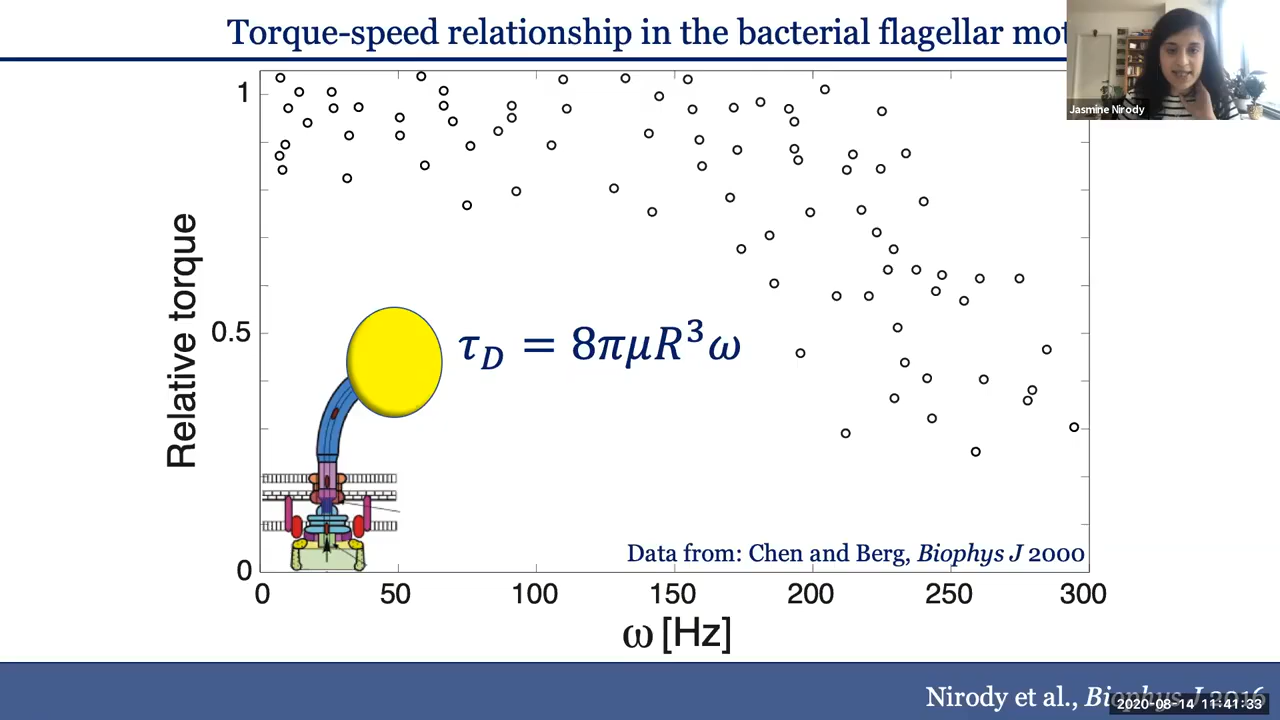 Torque-speed relationship in the bacterial flagellar
Jasmine Nirody
1
0.5
0
Relative torque
τ_D = 8πμR³ω
Data from: Chen and Berg, Biophys J 2000
0 50 100 150 200 250 300
ω [Hz]
Nirody et al., Biophys J 2016
2020-08-14 11:41:33